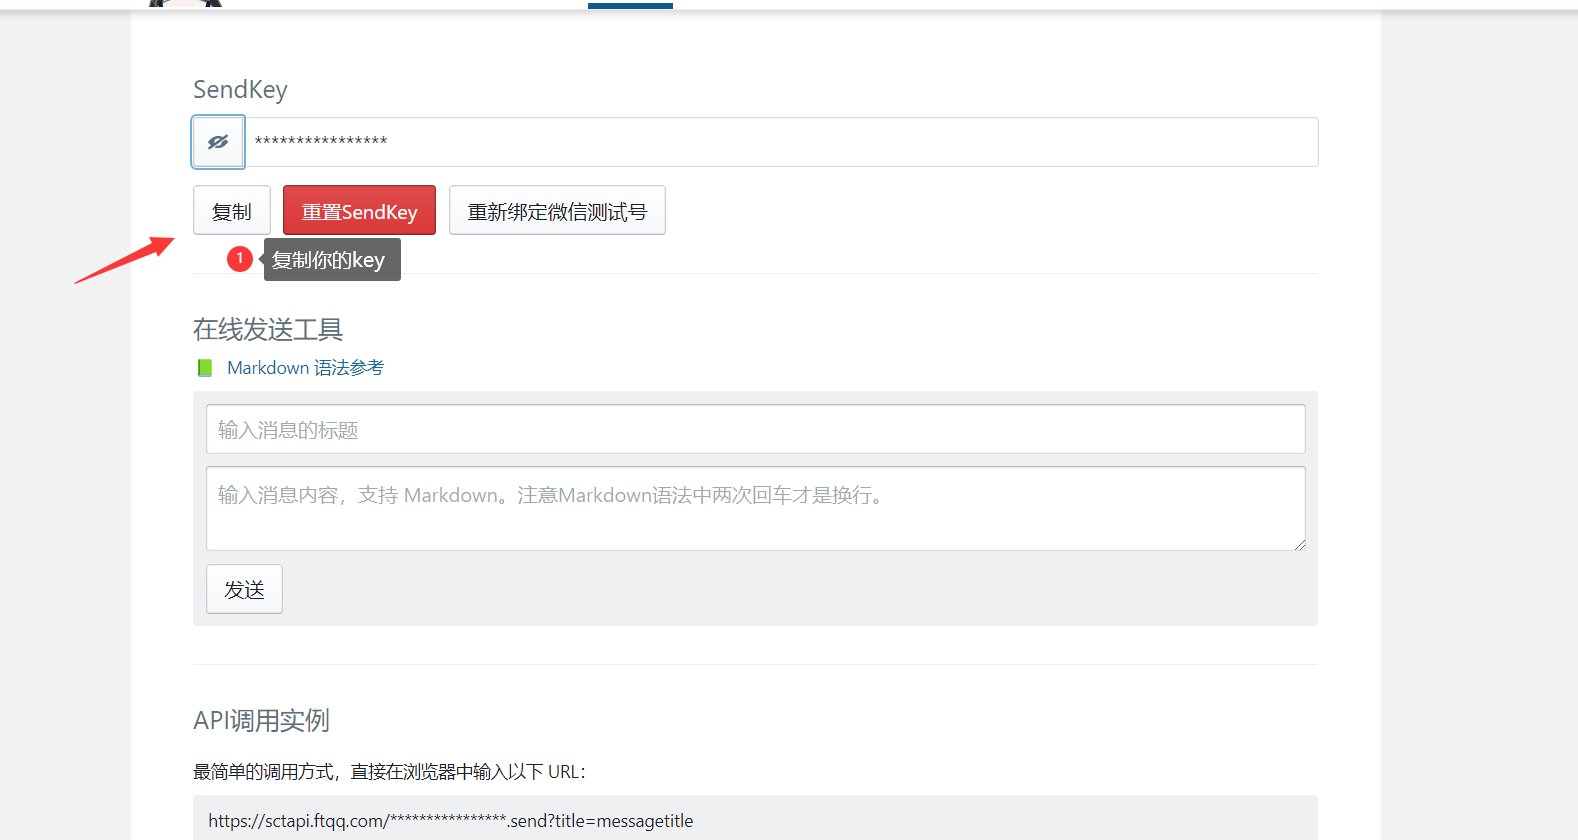 SendKey
****************
复制
重置SendKey
重新绑定微信测试号
1
复制你的key
在线发送工具
Markdown 语法参考
输入消息的标题
输入消息内容，支持 Markdown。注意Markdown语法中两次回车才是换行。
发送
API调用实例
最简单的调用方式，直接在浏览器中输入以下 URL：
https://sctapi.ftqq.com/****************.send?title=messagetitle